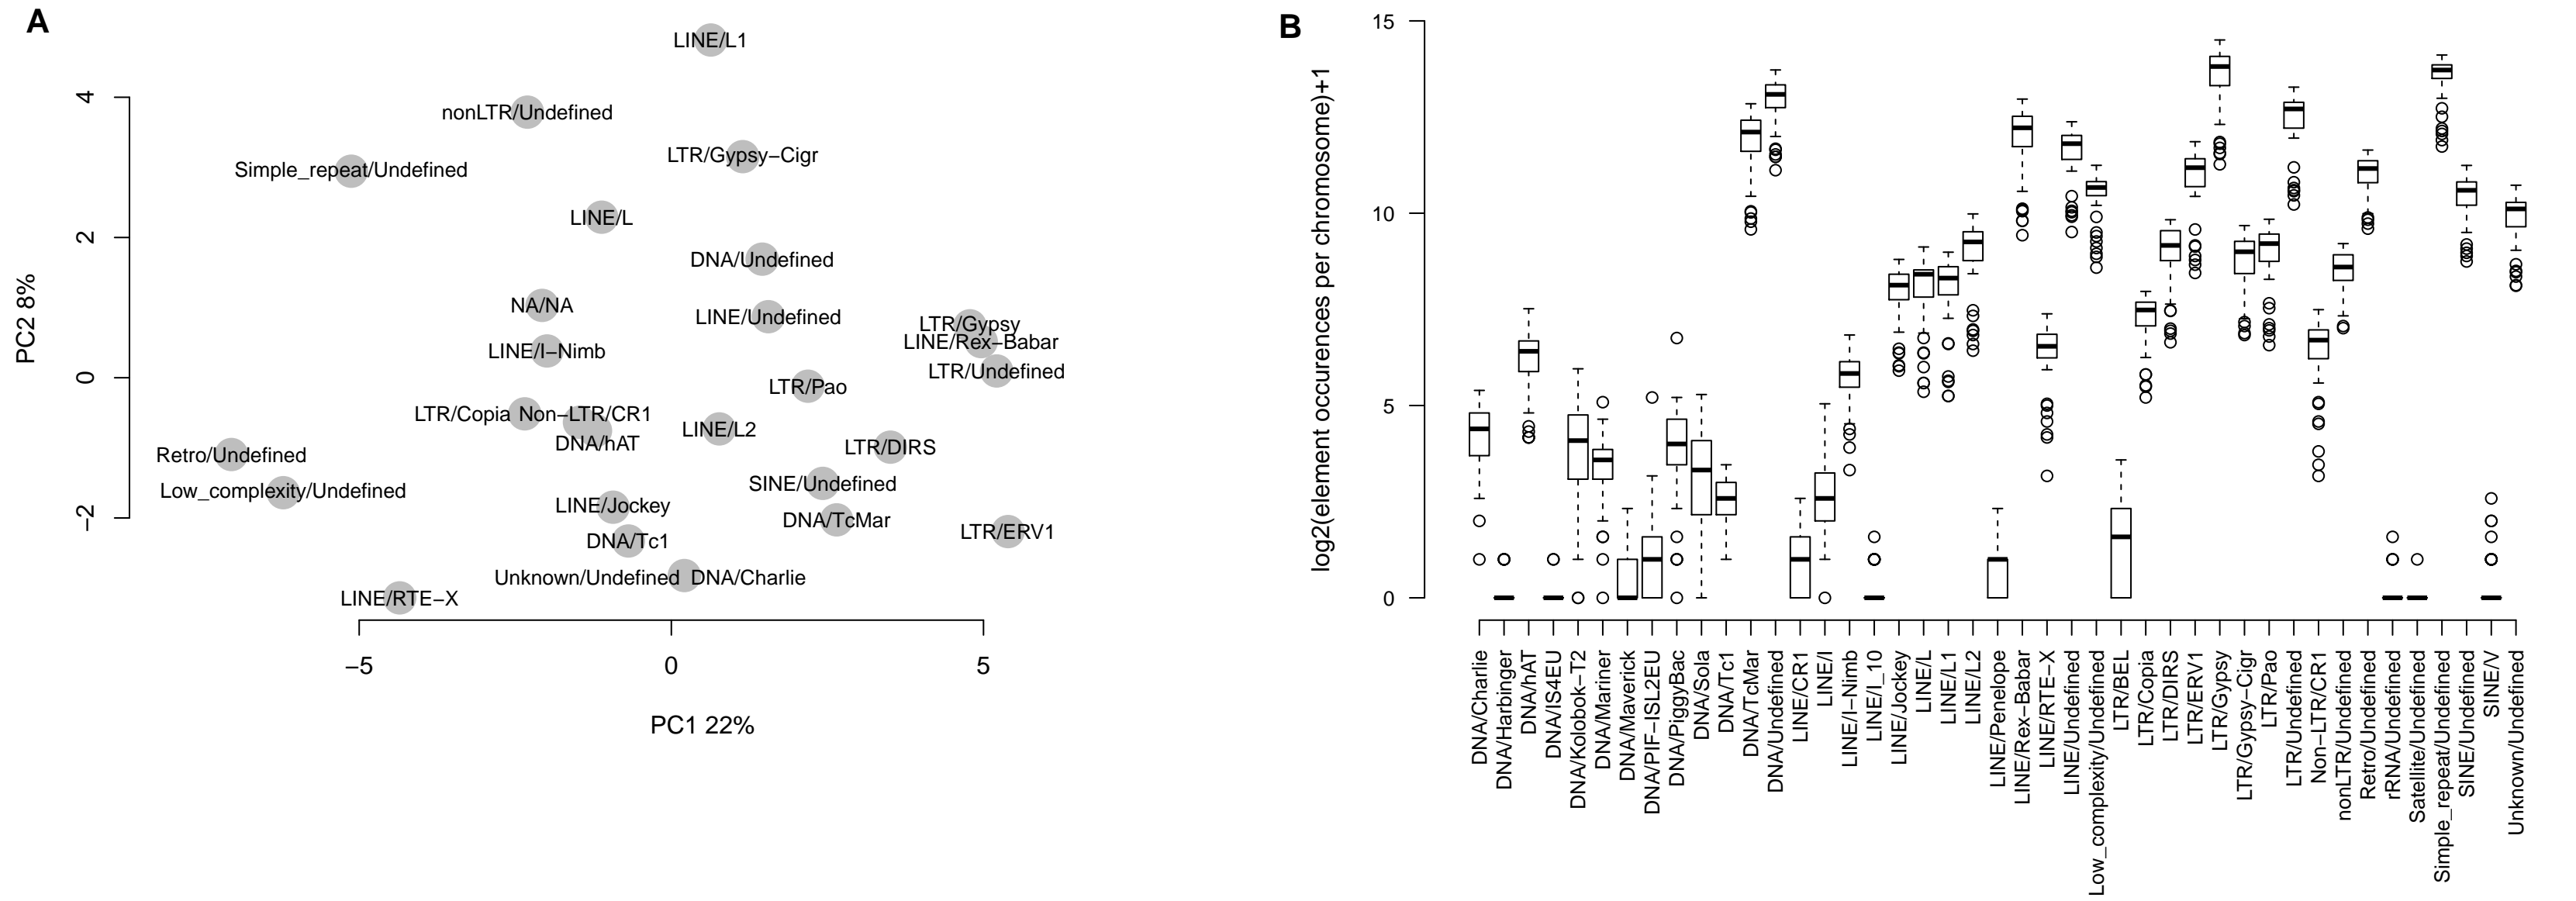 A
LINE/L1
4
nonLTR/Undefined
LTR/Gypsy−Cigr
Simple_repeat/Undefined
LINE/L
2
DNA/Undefined
NA/NA
LINE/Undefined
LTR/Gypsy
LINE/Rex−Babar
LINE/I−Nimb
LTR/Undefined
0
LTR/Pao
LTR/Copia
Non−LTR/CR1
LINE/L2
DNA/hAT
LTR/DIRS
Retro/Undefined
SINE/Undefined
Low_complexity/Undefined
LINE/Jockey
DNA/TcMar
−2
LTR/ERV1
DNA/Tc1
Unknown/Undefined
DNA/Charlie
LINE/RTE−X
PC2 8%
−5
0
5
PC1 22%
B
15
10
5
0
log2(element occurences per chromosome)+1
DNA/Charlie
DNA/Harbinger
DNA/hAT
DNA/IS4EU
DNA/Kolobok−T2
DNA/Mariner
DNA/Maverick
DNA/PIF−ISL2EU
DNA/PiggyBac
DNA/Sola
DNA/Tc1
DNA/TcMar
DNA/Undefined
LINE/CR1
LINE/I
LINE/I−Nimb
LINE/I_10
LINE/Jockey
LINE/L
LINE/L1
LINE/L2
LINE/Penelope
LINE/Rex−Babar
LINE/RTE−X
LINE/Undefined
Low_complexity/Undefined
LTR/BEL
LTR/Copia
LTR/DIRS
LTR/ERV1
LTR/Gypsy
LTR/Gypsy−Cigr
LTR/Pao
LTR/Undefined
Non−LTR/CR1
nonLTR/Undefined
Retro/Undefined
rRNA/Undefined
Satellite/Undefined
Simple_repeat/Undefined
SINE/Undefined
SINE/V
Unknown/Undefined